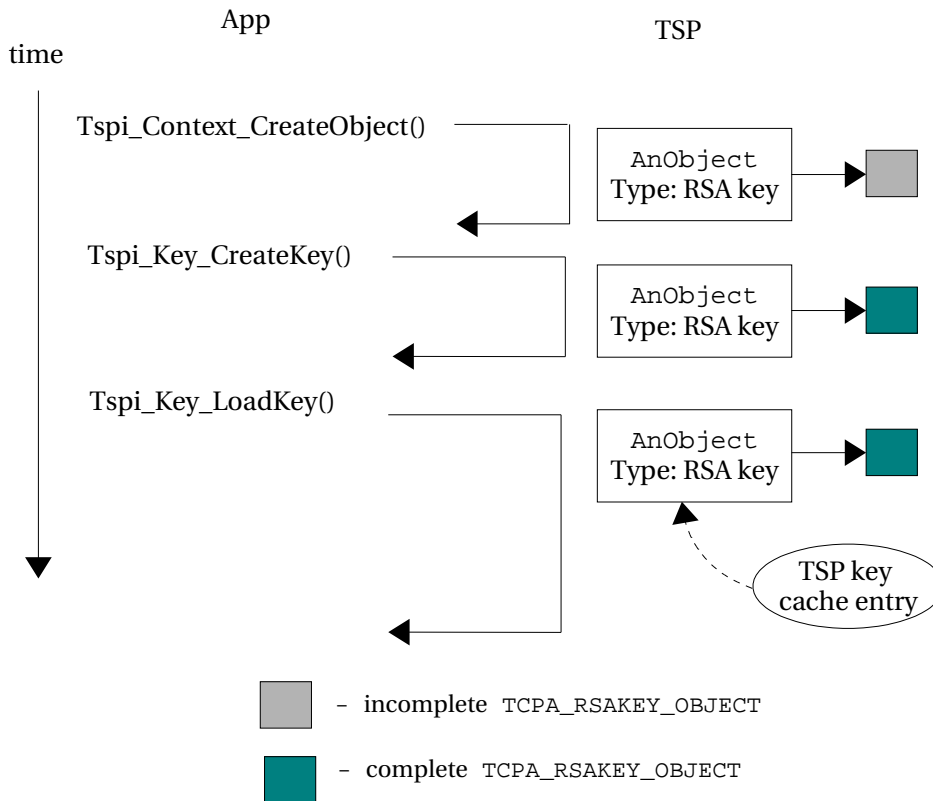 App
TSP
time
Tspi_Context_CreateObject()
AnObject
Type: RSA key
Tspi_Key_CreateKey()
AnObject
Type: RSA key
Tspi_Key_LoadKey()
AnObject
Type: RSA key
TSP key
cache entry
– incomplete TCPA_RSAKEY_OBJECT
– complete TCPA_RSAKEY_OBJECT